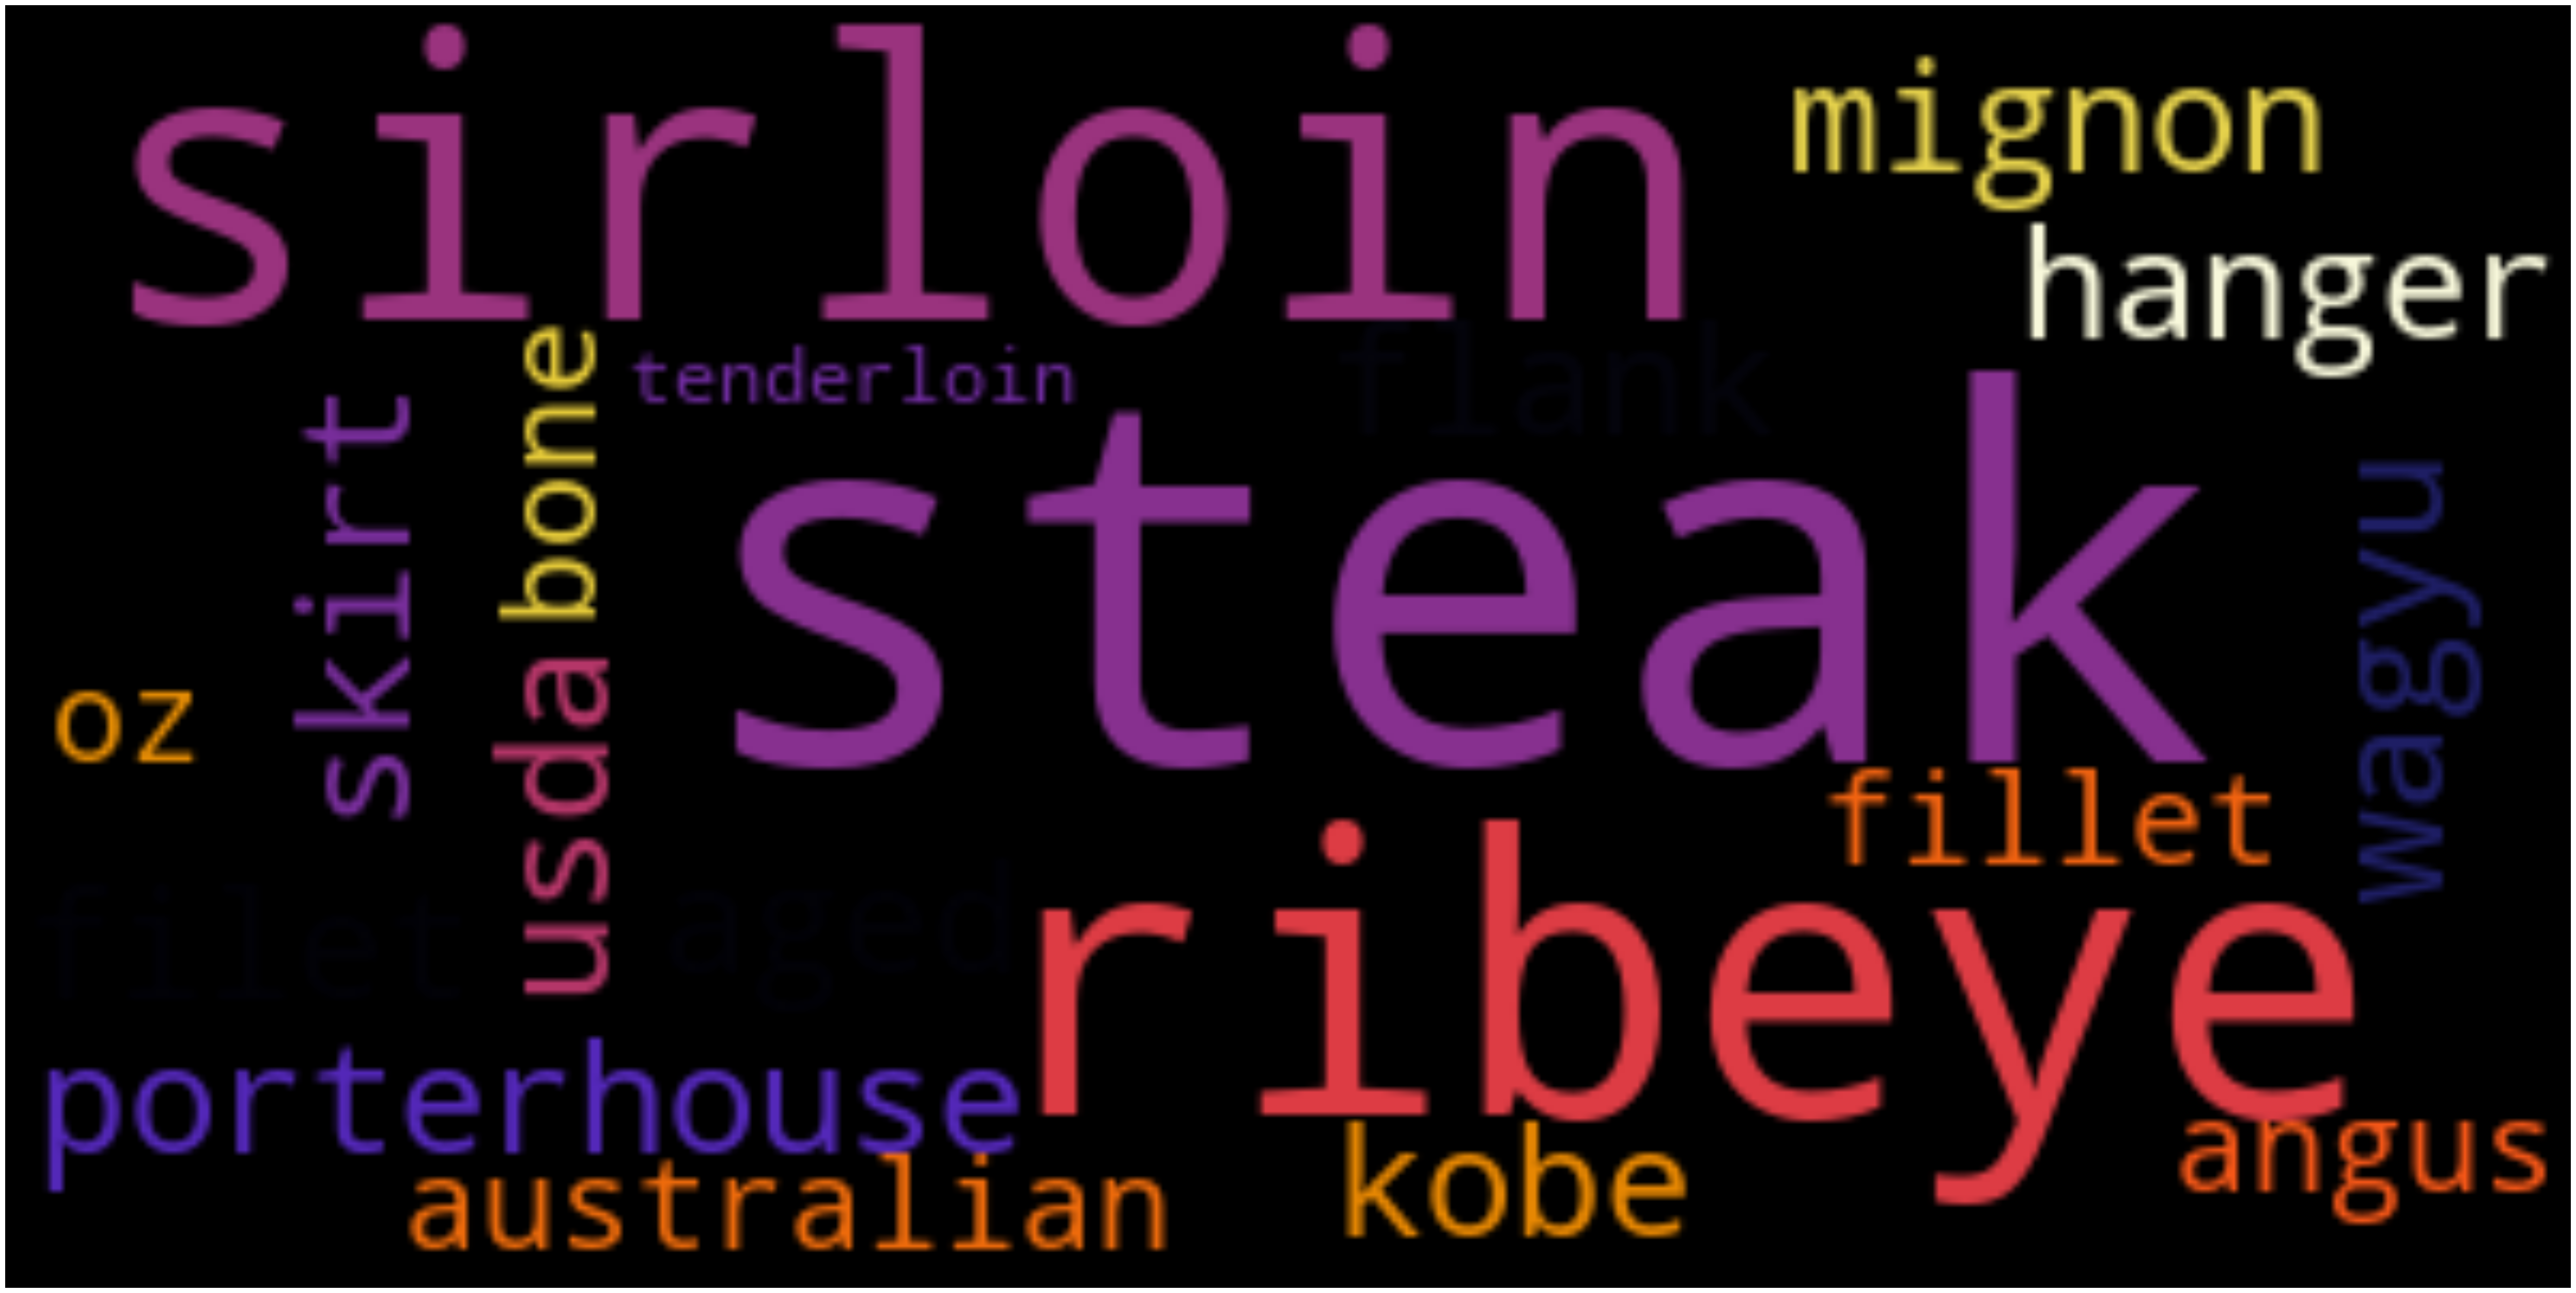 sirloin
mignon
hanger
tenderloin
flank
bone
skirt
steak
wagyu
oz
usda
fillet
filet
aged
ribeye
porterhouse
australian
kobe
angus